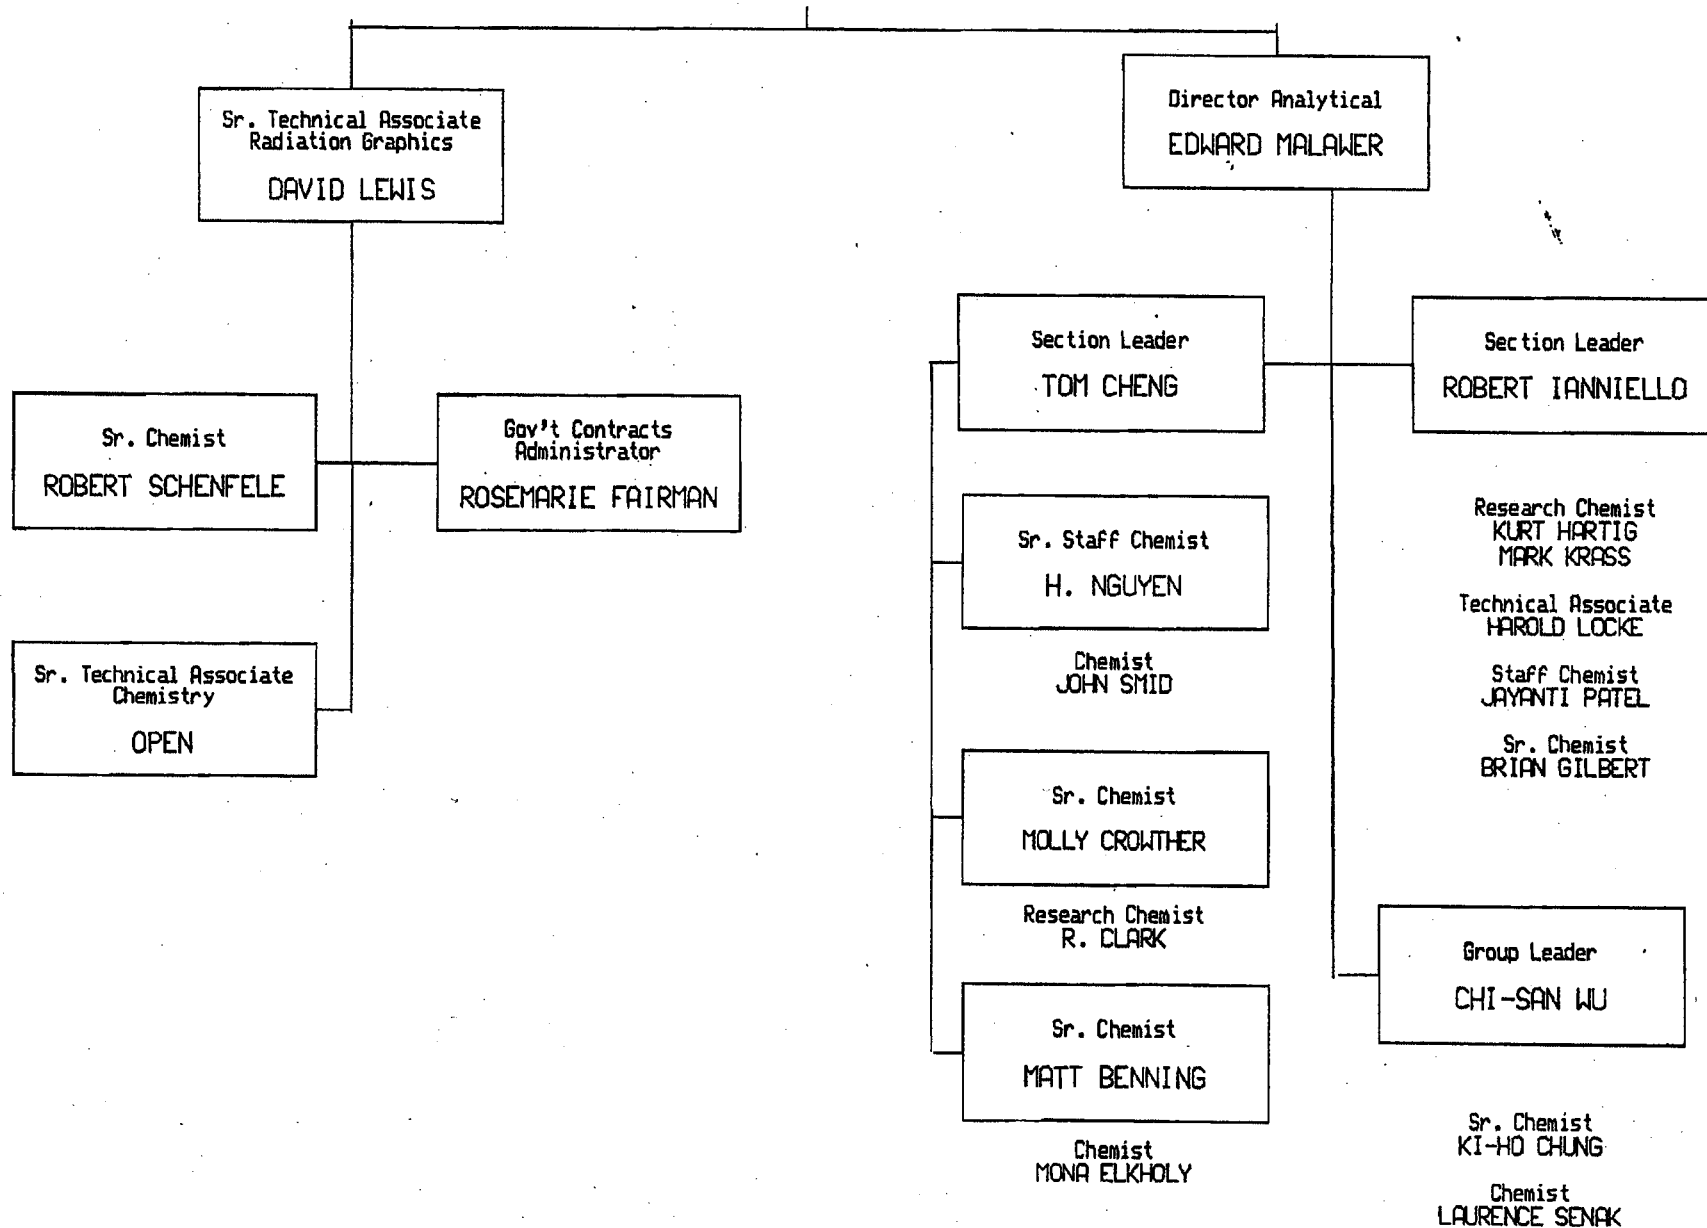 Sr. Technical Associate
Radiation Graphics
DAVID LEWIS
Director Analytical
EDWARD MALAWER
Sr. Chemist
ROBERT SCHENFELE
Gov't Contracts
Administrator
ROSEMARIE FAIRMAN
Sr. Technical Associate
Chemistry
OPEN
Section Leader
TOM CHENG
Section Leader
ROBERT IANNIELLO
Sr. Staff Chemist
H. NGUYEN
Chemist
JOHN SMID
Sr. Chemist
MOLLY CROWTHER
Research Chemist
R. CLARK
Sr. Chemist
MATT BENNING
Chemist
MONA ELKHOLY
Research Chemist
KURT HARTIG
MARK KRASS
Technical Associate
HAROLD LOCKE
Staff Chemist
JAYANTI PATEL
Sr. Chemist
BRIAN GILBERT
Group Leader
CHI-SAN WU
Sr. Chemist
KI-HO CHUNG
Chemist
LAURENCE SENAK